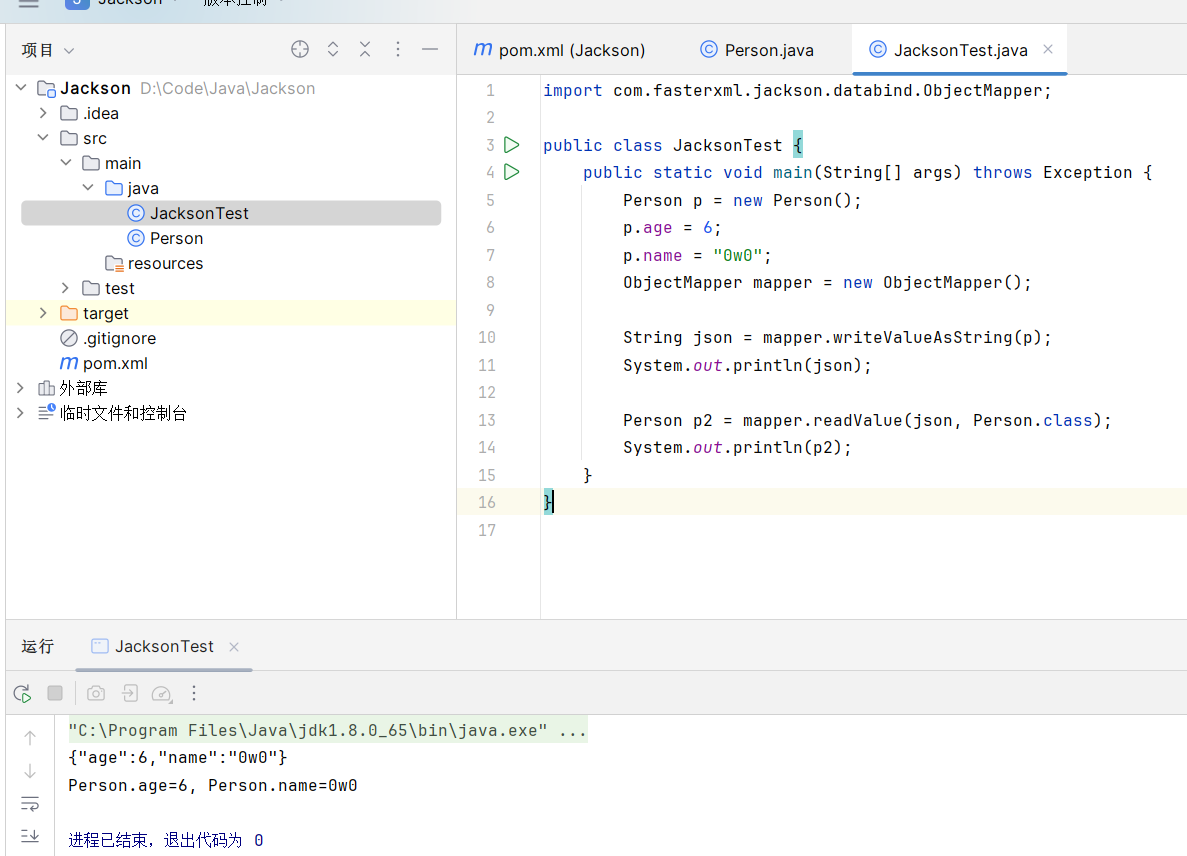 Jackson
版本控制
项目
Jackson D:\Code\Java\Jackson
.idea
src
main
java
JacksonTest
Person
resources
test
target
.gitignore
pom.xml
外部库
临时文件和控制台
pom.xml (Jackson)
Person.java
JacksonTest.java
1 import com.fasterxml.jackson.databind.ObjectMapper;
2
3 public class JacksonTest {
4 public static void main(String[] args) throws Exception {
5 Person p = new Person();
6 p.age = 6;
7 p.name = "0w0";
8 ObjectMapper mapper = new ObjectMapper();
9
10 String json = mapper.writeValueAsString(p);
11 System.out.println(json);
12
13 Person p2 = mapper.readValue(json, Person.class);
14 System.out.println(p2);
15 }
16 }
17
运行 JacksonTest
"C:\Program Files\Java\jdk1.8.0_65\bin\java.exe" ...
{"age":6,"name":"0w0"}
Person.age=6, Person.name=0w0
进程已结束，退出代码为 0